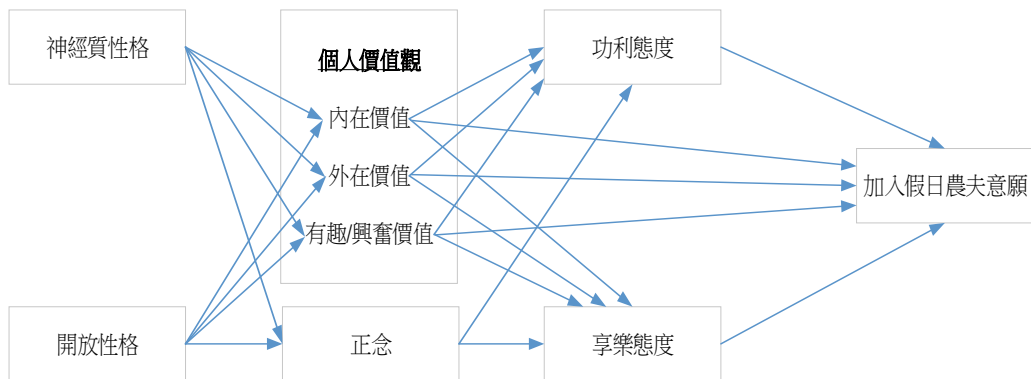 神經質性格
個人價值觀
功利態度
內在價值
外在價值
加入假日農夫意願
有趣/興奮價值
開放性格
正念
享樂態度